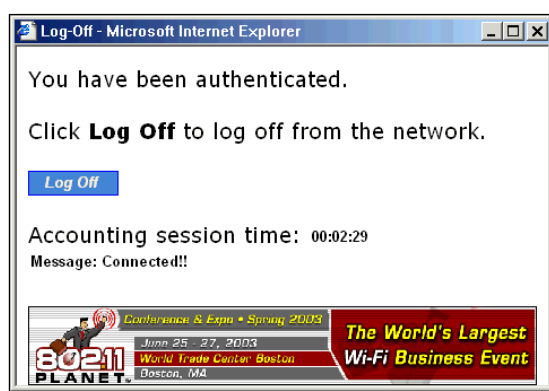 Log-Off - Microsoft Internet Explorer
You have been authenticated.
Click Log Off to log off from the network.
Log Off
Accounting session time: 00:02:29
Message: Connected!!
Conference & Expo • Spring 2003
June 25 - 27, 2003
World Trade Center Boston
Boston, MA
802.11
PLANET
The World's Largest
Wi-Fi Business Event